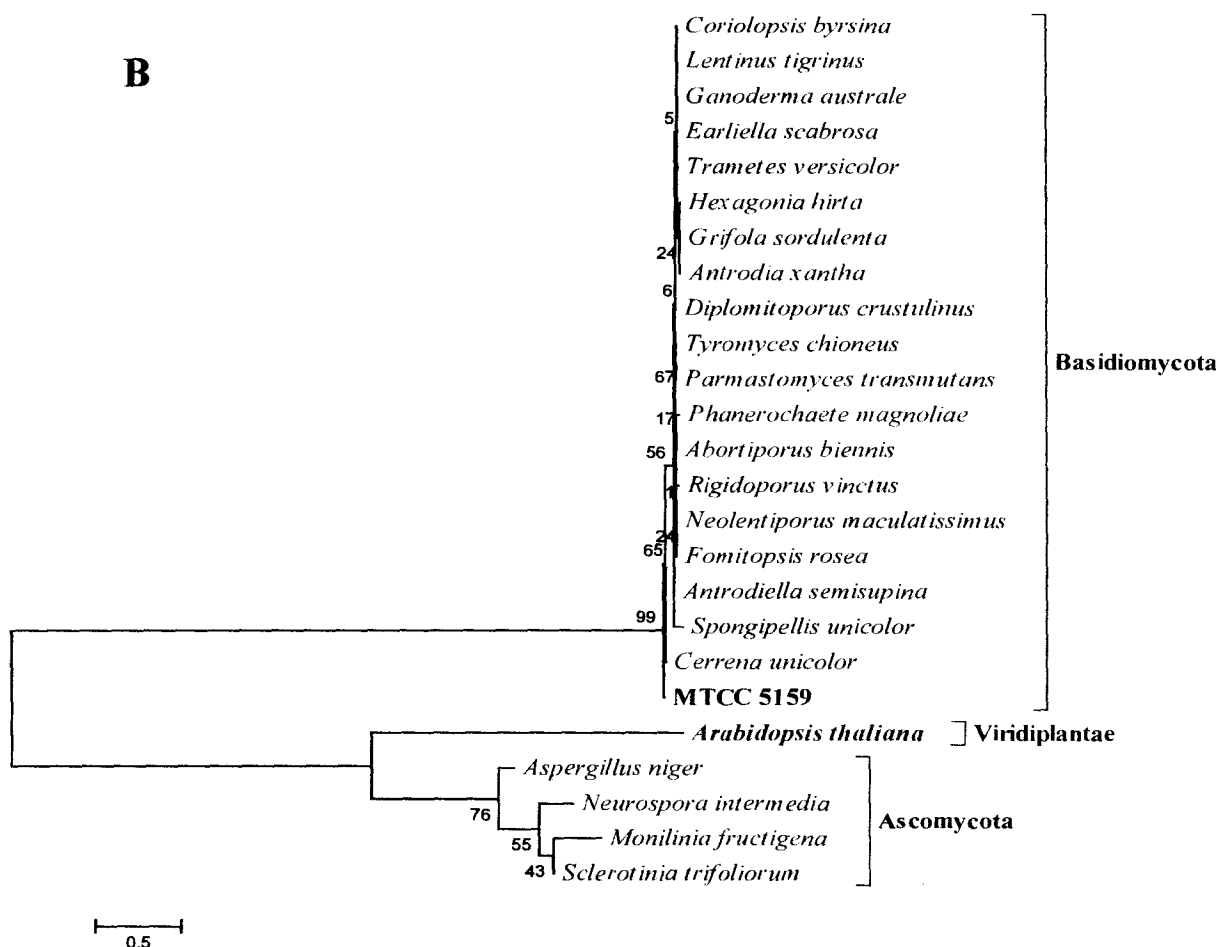 B
Coriolopsis byrsina
Lentinus tigrinus
Ganoderma australe
5
Earliella scabrosa
Trametes versicolor
Hexagonia hirta
Grifola sordulenta
24
Antrodia xantha
6
Diplomitoporus crustulinus
Tyromyces chioneus
67
Parmastomyces transmutans
Basidiomycota
17
Phanerochaete magnoliae
56
Abortiporus biennis
Rigidoporus vinctus
Neolentiporus maculatissimus
24
65
Fomitopsis rosea
Antrodiella semisupina
99
Spongipellis unicolor
Cerrena unicolor
MTCC 5159
Arabidopsis thaliana
Viridiplantae
Aspergillus niger
76
Neurospora intermedia
Ascomycota
55
Monilinia fructigena
43
Sclerotinia trifoliorum
0.5